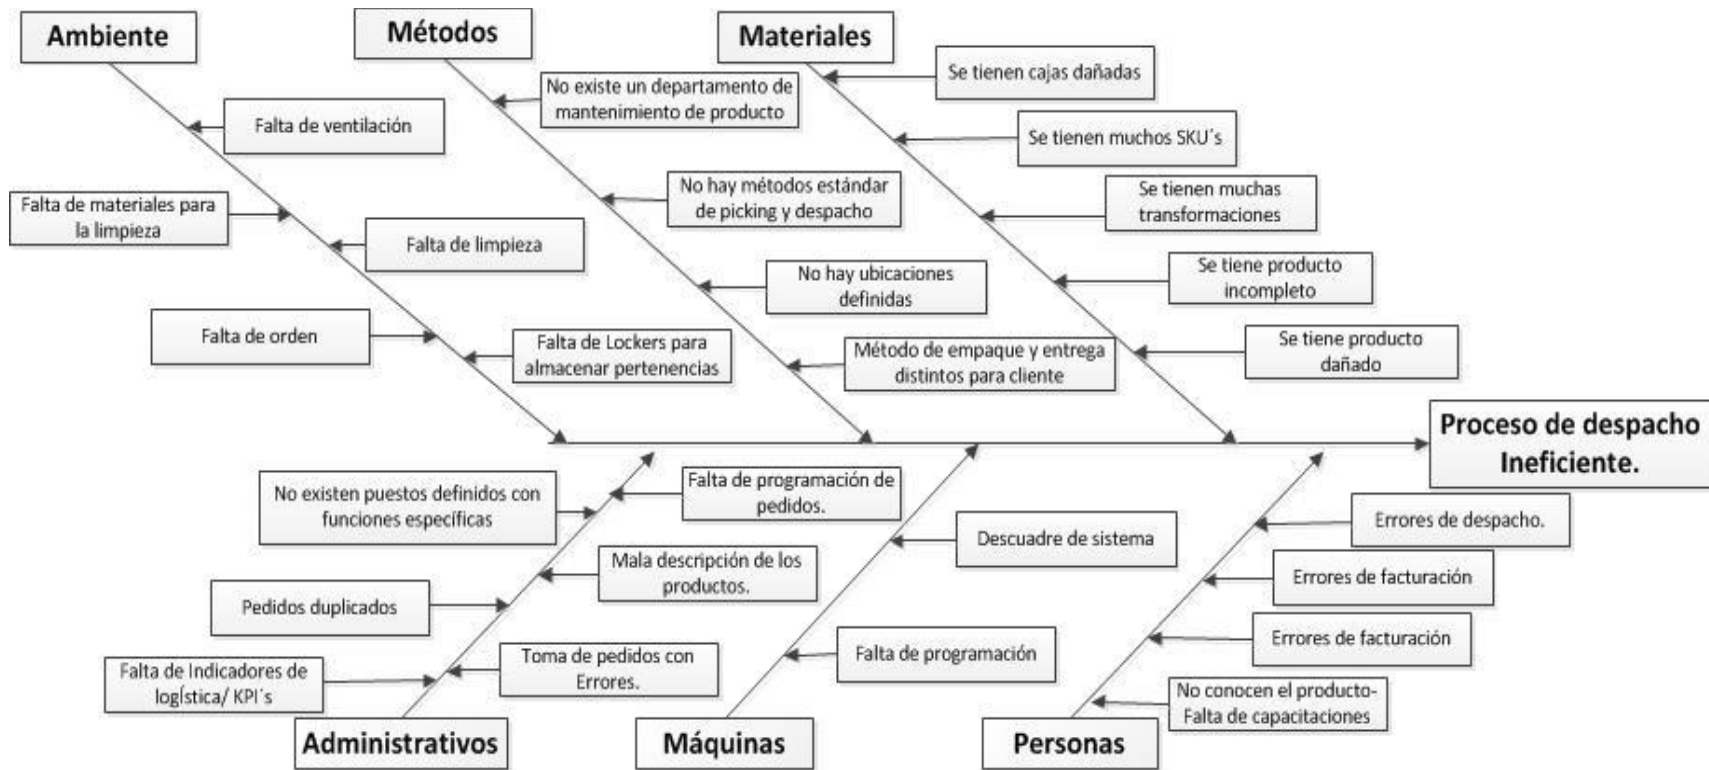 Ambiente
Métodos
Materiales
Falta de ventilación
Falta de materiales para
la limpieza
Falta de limpieza
Falta de orden
Falta de Lockers para
almacenar pertenencias
No existe un departamento de
mantenimiento de producto
No hay métodos estándar
de picking y despacho
No hay ubicaciones
definidas
Método de empaque y entrega
distintos para cliente
Se tienen cajas dañadas
Se tienen muchos SKU´s
Se tienen muchas
transformaciones
Se tiene producto
incompleto
Se tiene producto
dañado
Proceso de despacho
Ineficiente.
No existen puestos definidos con
funciones específicas
Falta de programación de
pedidos.
Mala descripción de los
productos.
Pedidos duplicados
Toma de pedidos con
Errores.
Falta de Indicadores de
logística/ KPI´s
Descuadre de sistema
Falta de programación
Errores de despacho.
Errores de facturación
Errores de facturación
No conocen el producto-
Falta de capacitaciones
Administrativos
Máquinas
Personas